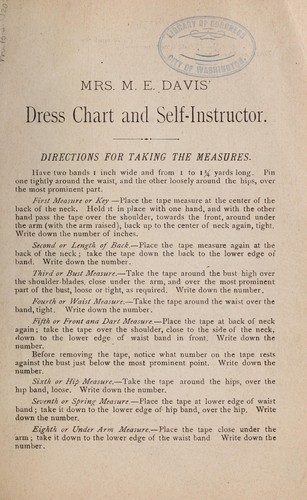 LIBRARY OF CONGRESS
CITY OF WASHINGTON.
MRS. M. E. DAVIS'
Dress Chart and Self-Instructor.
DIRECTIONS FOR TAKING THE MEASURES.
Have two bands 1 inch wide and from 1 to 1¼ yards long. Pin
one tightly around the waist, and the other loosely around the hips, over
the most prominent part.
First Measure or Key—Place the tape measure at the center of the
back of the neck. Hold it in place with one hand, and with the other
hand pass the tape over the shoulder, towards the front, around under
the arm (with the arm raised), back up to the center of neck again, tight.
Write down the number of inches.
Second or Length of Back.—Place the tape measure again at the
back of the neck; take the tape down the back to the lower edge of
band. Write down the number.
Third or Bust Measure.—Take the tape around the bust high over
the shoulder-blades, close under the arm, and over the most prominent
part of the bust, loose or tight, as required. Write down the number.
Fourth or Waist Measure.—Take the tape around the waist over the
band, tight. Write down the number.
Fifth or Front and Dart Measure—Place the tape at back of neck
again; take the tape over the shoulder, close to the side of the neck,
down to the lower edge of waist band in front. Write down the
number.
Before removing the tape, notice what number on the tape rests
against the bust just below the most prominent point. Write down the
number.
Sixth or Hip Measure.—Take the tape around the hips, over the
hip band, loose. Write down the number.
Seventh or Spring Measure—Place the tape at lower edge of waist
band; take it down to the lower edge of hip band, over the hip. Write
down the number.
Eighth or Under Arm Measure—Place the tape close under the
arm; take it down to the lower edge of the waist band Write down the
number.